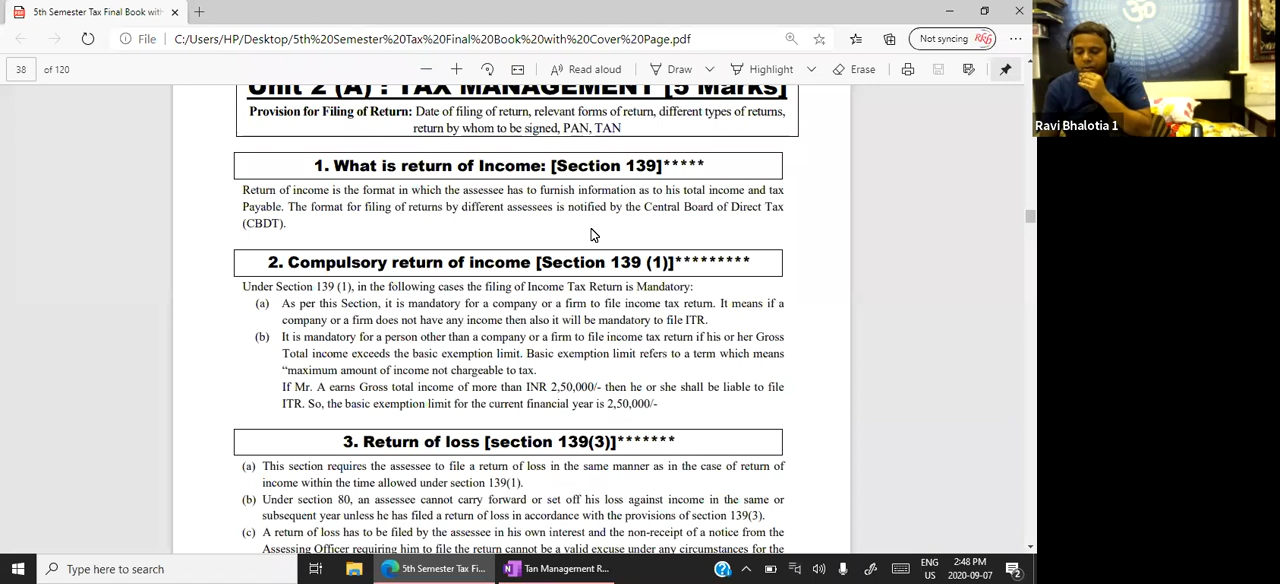 5th Semester Tax Final Book with
File
C:/Users/HP/Desktop/5th%20Semester%20Tax%20Final%20Book%20with%20Cover%20Page.pdf
Not syncing
38 of 120
Read aloud
Draw
Highlight
Erase
Ravi Bhalotia 1
Unit 2 (A) : TAX MANAGEMENT [5 Marks]
Provision for Filing of Return: Date of filing of return, relevant forms of return, different types of returns,
return by whom to be signed, PAN, TAN
1. What is return of Income: [Section 139]*****
Return of income is the format in which the assessee has to furnish information as to his total income and tax
Payable. The format for filing of returns by different assessees is notified by the Central Board of Direct Tax
(CBDT).
2. Compulsory return of income [Section 139 (1)]*********
Under Section 139 (1), in the following cases the filing of Income Tax Return is Mandatory:
(a) As per this Section, it is mandatory for a company or a firm to file income tax return. It means if a
company or a firm does not have any income then also it will be mandatory to file ITR.
(b) It is mandatory for a person other than a company or a firm to file income tax return if his or her Gross
Total income exceeds the basic exemption limit. Basic exemption limit refers to a term which means
“maximum amount of income not chargeable to tax.
If Mr. A earns Gross total income of more than INR 2,50,000/- then he or she shall be liable to file
ITR. So, the basic exemption limit for the current financial year is 2,50,000/-
3. Return of loss [section 139(3)]*******
(a) This section requires the assessee to file a return of loss in the same manner as in the case of return of
income within the time allowed under section 139(1).
(b) Under section 80, an assessee cannot carry forward or set off his loss against income in the same or
subsequent year unless he has filed a return of loss in accordance with the provisions of section 139(3).
(c) A return of loss has to be filed by the assessee in his own interest and the non-receipt of a notice from the
Assessing Officer requiring him to file the return cannot be a valid excuse under any circumstances for the
Type here to search
5th Semester Tax Fi...
Tan Management R...
ENG
US
2:48 PM
2020-09-07
2